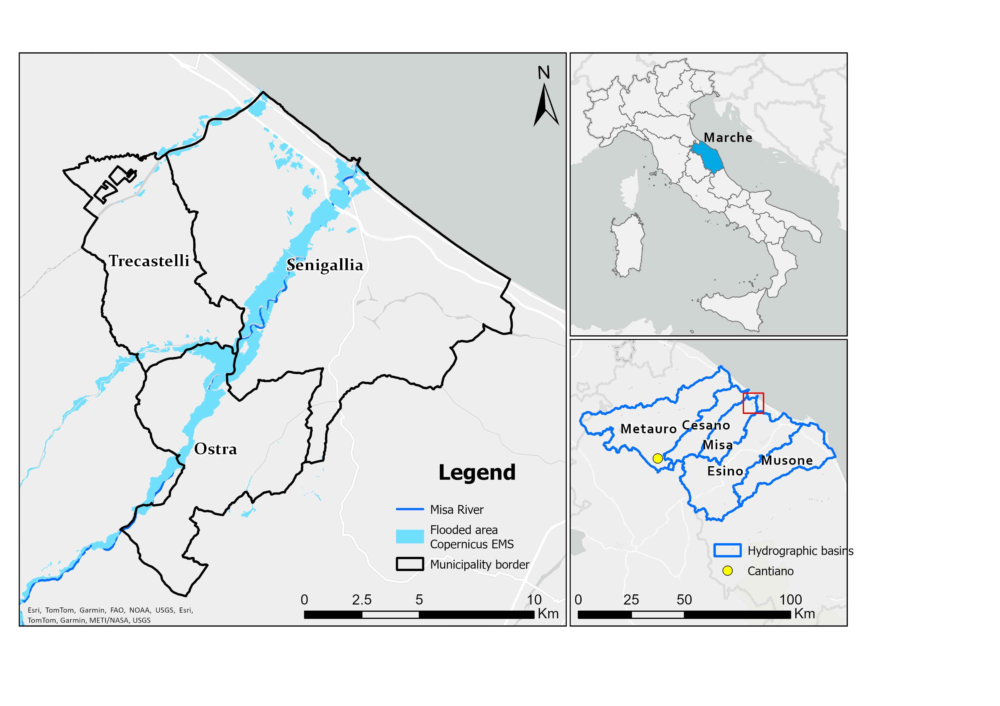 N
Trecastelli
Senigallia
Ostra
Legend
Misa River
Flooded area
Copernicus EMS
Municipality border
0 2.5 5 10
Km
Esri, TomTom, Garmin, FAO, NOAA, USGS, Esri,
TomTom, Garmin, METI/NASA, USGS
Marche
Metauro
Cesano
Misa
Musone
Esino
Hydrographic basins
Cantiano
0 25 50 100
Km